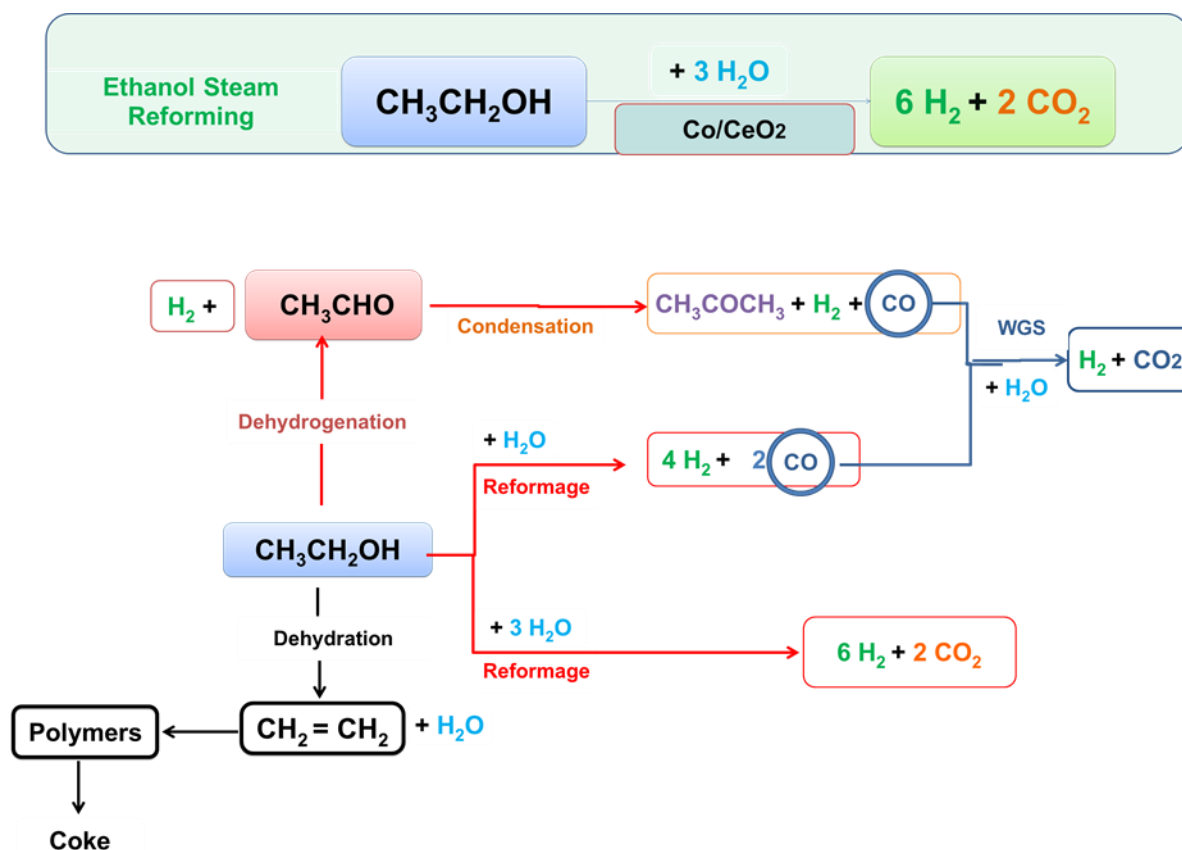 Ethanol Steam
Reforming
CH₃CH₂OH
+ 3 H₂O
Co/CeO2
6 H₂ + 2 CO₂
H₂ +
CH₃CHO
Condensation
CH₃COCH₃ + H₂ + CO
WGS
+ H₂O
H₂ + CO2
Dehydrogenation
+ H₂O
Reformage
4 H₂ + 2 CO
CH₃CH₂OH
Dehydration
+ 3 H₂O
Reformage
6 H₂ + 2 CO₂
Polymers
CH₂ = CH₂ + H₂O
Coke